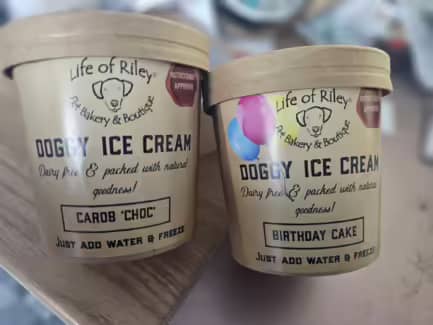 Life of Riley®
Pet Bakery & Boutique
NUTRITIONIST
APPROVED
DOGGY ICE CREAM
Dairy free & packed with natural
goodness!
CAROB 'CHOC'
JUST ADD WATER & FREEZE
Life of Riley®
Pet Bakery & Boutique
DOGGY ICE CREAM
Dairy free & packed with natural
goodness!
BIRTHDAY CAKE
JUST ADD WATER & FREEZE